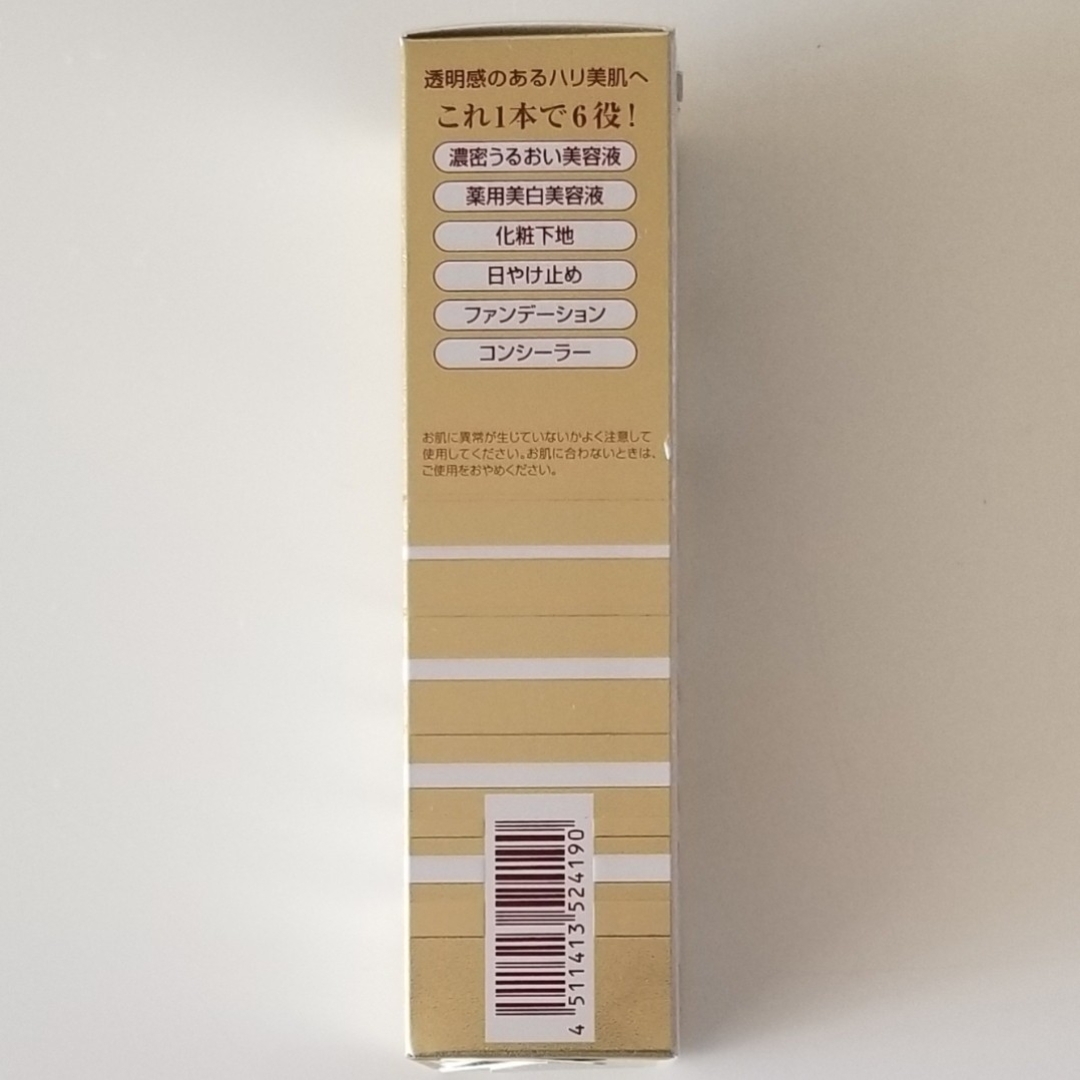 透明感のあるハリ美肌へ
これ1本で6役!
濃密うるおい美容液
薬用美白美容液
化粧下地
日やけ止め
ファンデーション
コンシーラー
お肌に異常が生じていないかよく注意して
使用してください。お肌に合わないときは、
ご使用をおやめください。
4 511413 524190